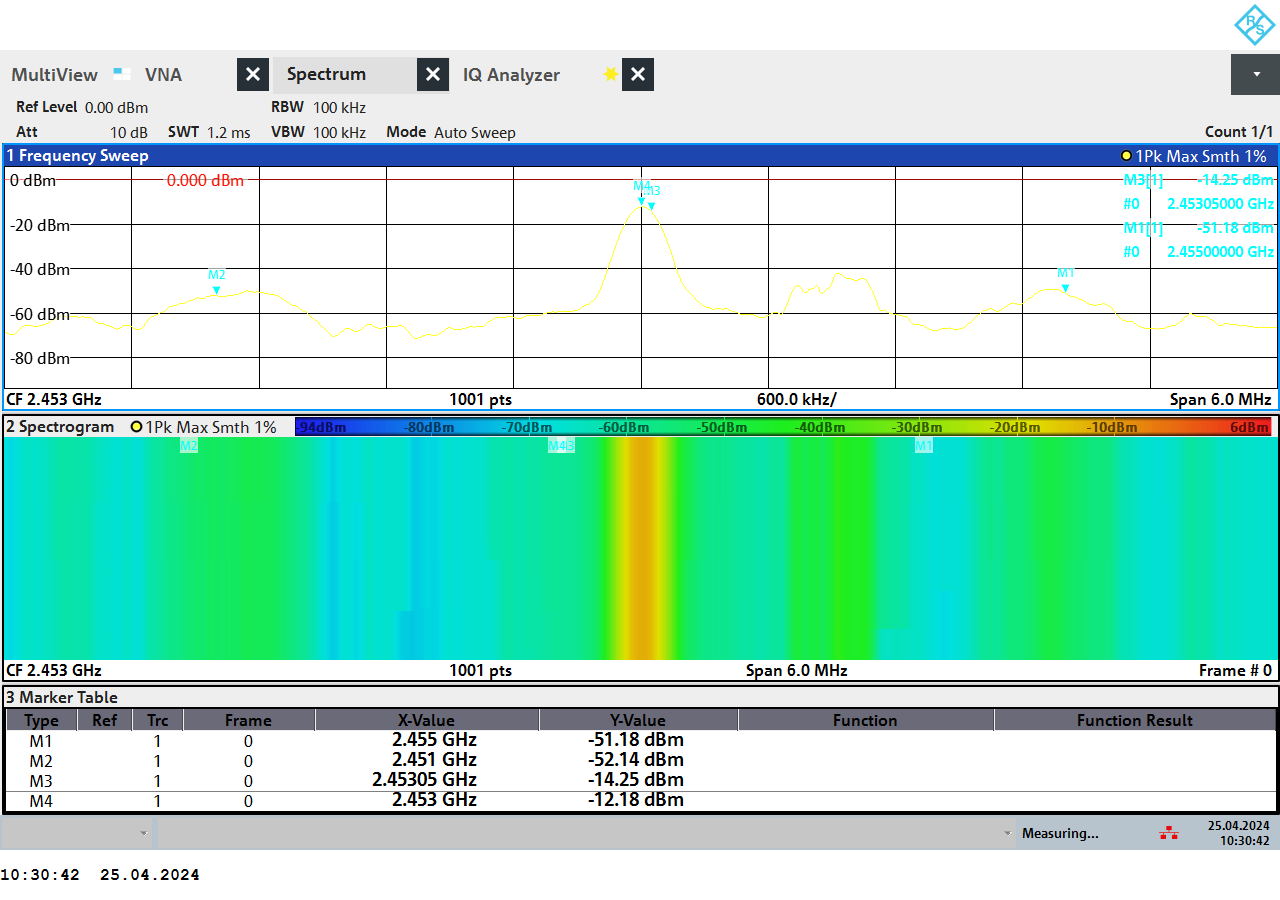 R S
MultiView VNA Spectrum IQ Analyzer
Ref Level 0.00 dBm RBW 100 kHz
Att 10 dB SWT 1.2 ms VBW 100 kHz Mode Auto Sweep Count 1/1
1 Frequency Sweep 1Pk Max Smth 1%
0 dBm 0.000 dBm M4 M3 M3[1] -14.25 dBm
#0 2.45305000 GHz
-20 dBm M1[1] -51.18 dBm
#0 2.45500000 GHz
-40 dBm M2 M1
-60 dBm
-80 dBm
CF 2.453 GHz 1001 pts 600.0 kHz/ Span 6.0 MHz
2 Spectrogram 1Pk Max Smth 1% -94dBm -80dBm -70dBm -60dBm -50dBm -40dBm -30dBm -20dBm -10dBm 6dBm
M2 M4 3 M1
CF 2.453 GHz 1001 pts Span 6.0 MHz Frame # 0
3 Marker Table
Type Ref Trc Frame X-Value Y-Value Function Function Result
M1 1 0 2.455 GHz -51.18 dBm
M2 1 0 2.451 GHz -52.14 dBm
M3 1 0 2.45305 GHz -14.25 dBm
M4 1 0 2.453 GHz -12.18 dBm
Measuring... 25.04.2024
10:30:42
10:30:42 25.04.2024